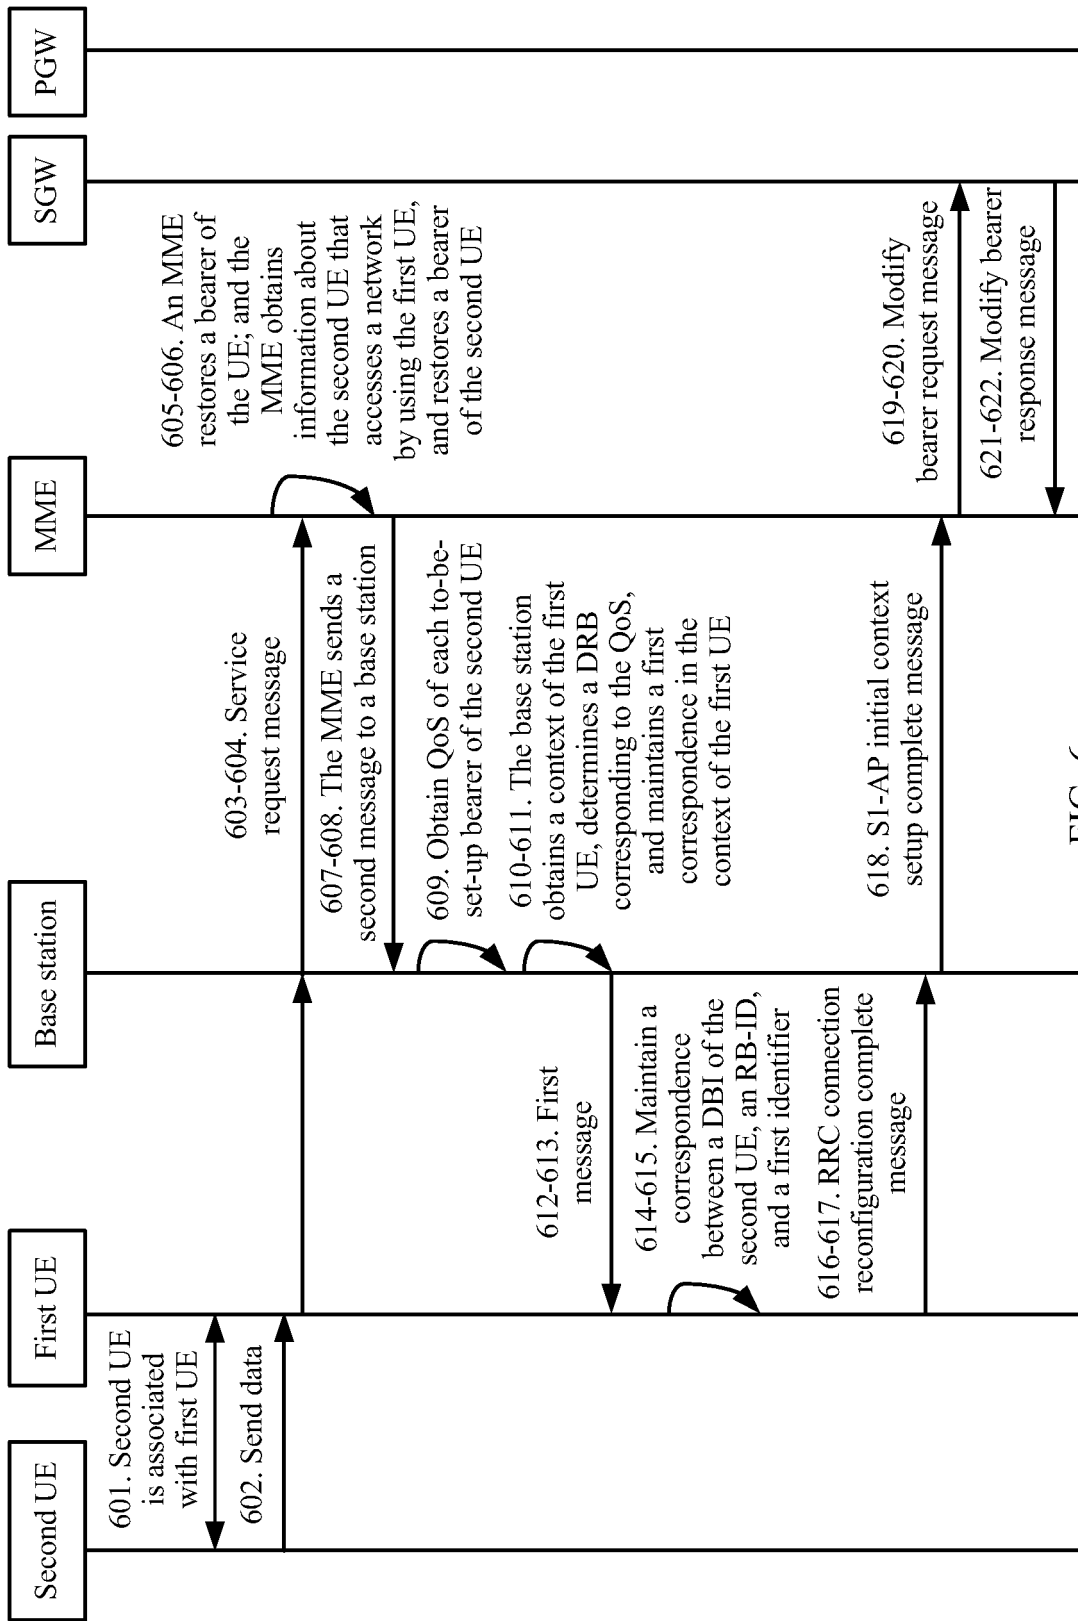 Second UE
First UE
Base station
MME
SGW
PGW
601. Second UE
is associated
with first UE
602. Send data
603-604. Service
request message
605-606. An MME
restores a bearer of
the UE; and the
MME obtains
information about
the second UE that
accesses a network
by using the first UE,
and restores a bearer
of the second UE
607-608. The MME sends a
second message to a base station
609. Obtain QoS of each to-be-
set-up bearer of the second UE
610-611. The base station
obtains a context of the first
UE, determines a DRB
corresponding to the QoS,
and maintains a first
correspondence in the
context of the first UE
612-613. First
message
614-615. Maintain a
correspondence
between a DBI of the
second UE, an RB-ID,
and a first identifier
616-617. RRC connection
reconfiguration complete
message
618. S1-AP initial context
setup complete message
619-620. Modify
bearer request message
621-622. Modify bearer
response message